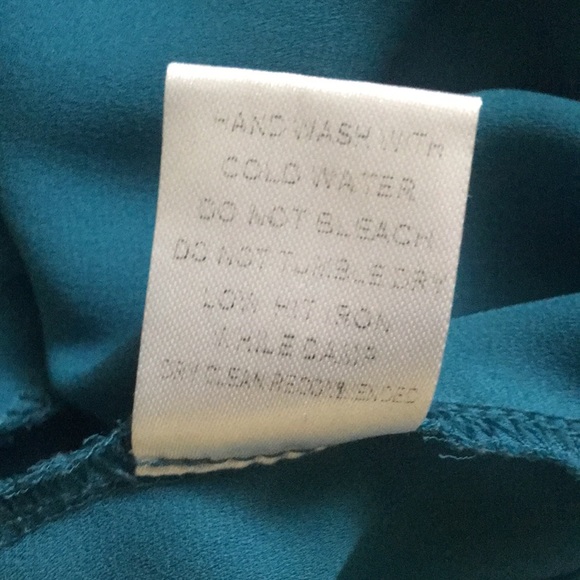 HAND WASH WITH
COLD WATER
DO NOT BLEACH
DO NOT TUMBLE DRY
LOW HIT IRON
WHILE DAMP
DRY CLEAN RECOMMENDED